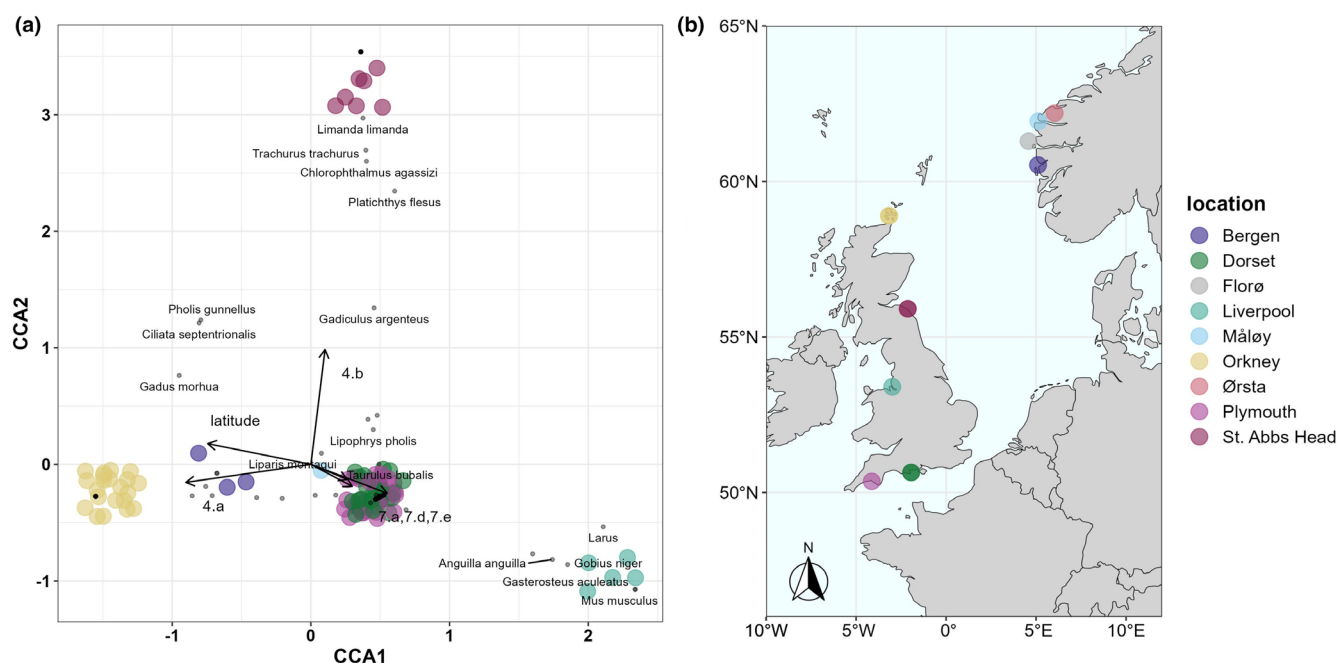 (a)
3
2
1
0
-1
CCA2
-1
0
1
2
CCA1
Limanda limanda
Trachurus trachurus
Chlorophthalmus agassizi
Platichthys flesus
Pholis gunnellus
Ciliata septentrionalis
Gadiculus argenteus
Gadus morhua
4.b
latitude
Lipophrys pholis
Liparis montagui
Taurulus bubalis
4.a
7.a,7.d,7.e
Larus
Anguilla anguilla
Gobius niger
Gasterosteus aculeatus
Mus musculus
(b)
65°N
60°N
55°N
50°N
N
10°W
5°W
0°
5°E
10°E
location
Bergen
Dorset
Florø
Liverpool
Måløy
Orkney
Ørsta
Plymouth
St. Abbs Head